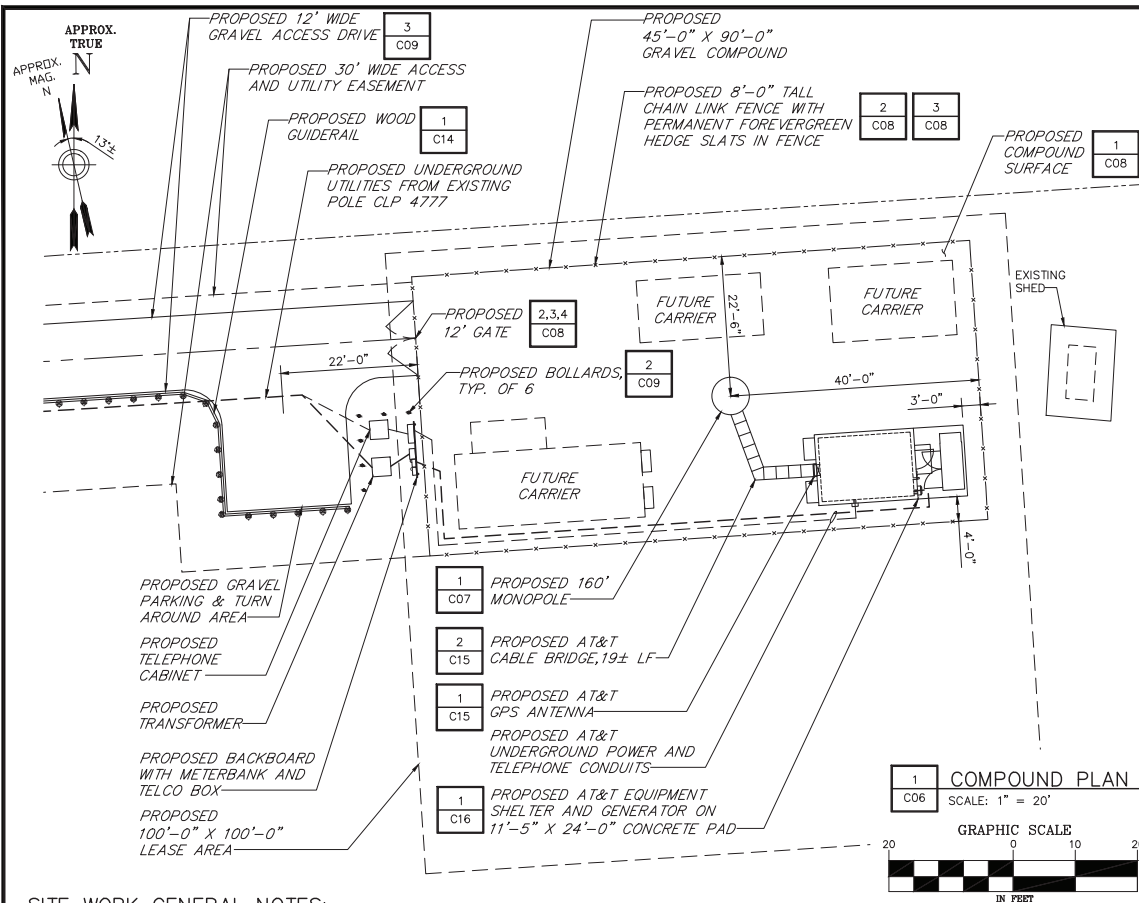 APPROX.
TRUE
N
APPROX.
MAG.
N
13'±
PROPOSED 12' WIDE
GRAVEL ACCESS DRIVE
3
C09
PROPOSED 30' WIDE ACCESS
AND UTILITY EASEMENT
PROPOSED WOOD
GUIDERAIL
1
C14
PROPOSED UNDERGROUND
UTILITIES FROM EXISTING
POLE CLP 4777
PROPOSED
45'-0" X 90'-0"
GRAVEL COMPOUND
PROPOSED 8'-0" TALL
CHAIN LINK FENCE WITH
PERMANENT FOREVERGREEN
HEDGE SLATS IN FENCE
2
C08
3
C08
PROPOSED
COMPOUND
SURFACE
1
C08
EXISTING
SHED
FUTURE
CARRIER
FUTURE
CARRIER
22'-6"
PROPOSED
12' GATE
2,3,4
C08
22'-0"
PROPOSED BOLLARDS,
TYP. OF 6
2
C09
40'-0"
3'-0"
FUTURE
CARRIER
4'-0"
PROPOSED GRAVEL
PARKING & TURN
AROUND AREA
PROPOSED
TELEPHONE
CABINET
PROPOSED
TRANSFORMER
PROPOSED BACKBOARD
WITH METERBANK AND
TELCO BOX
PROPOSED
100'-0" X 100'-0"
LEASE AREA
1
C07
PROPOSED 160'
MONOPOLE
2
C15
PROPOSED AT&T
CABLE BRIDGE,19± LF
1
C15
PROPOSED AT&T
GPS ANTENNA
PROPOSED AT&T
UNDERGROUND POWER AND
TELEPHONE CONDUITS
1
C16
PROPOSED AT&T EQUIPMENT
SHELTER AND GENERATOR ON
11'-5" X 24'-0" CONCRETE PAD
1
C06
COMPOUND PLAN
SCALE: 1" = 20'
GRAPHIC SCALE
20 0 10 20
IN FEET
SITE WORK GENERAL NOTES: